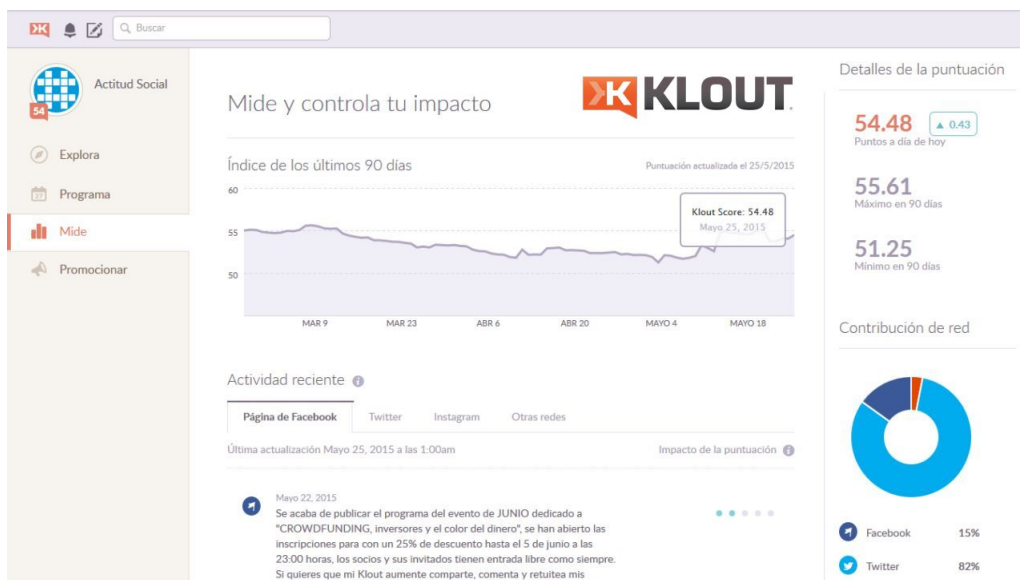 Buscar
Actitud Social
54
Explora
Programa
Mide
Promocionar
Mide y controla tu impacto
KLOUT
Índice de los últimos 90 días
Puntuación actualizada el 25/5/2015
60
55
50
Klout Score: 54.48
Mayo 25, 2015
MAR 9
MAR 23
ABR 6
ABR 20
MAYO 4
MAYO 18
Actividad reciente
Página de Facebook
Twitter
Instagram
Otras redes
Última actualización Mayo 25, 2015 a las 1:00am
Impacto de la puntuación
Mayo 22, 2015
Se acaba de publicar el programa del evento de JUNIO dedicado a
"CROWDFUNDING, inversores y el color del dinero", se han abierto las
inscripciones para con un 25% de descuento hasta el 5 de junio a las
23:00 horas, los socios y sus invitados tienen entrada libre como siempre.
Si quieres que mi Klout aumente comparte, comenta y retuitea mis
Detalles de la puntuación
54.48
0.43
Puntos a día de hoy
55.61
Máximo en 90 días
51.25
Mínimo en 90 días
Contribución de red
Facebook 15%
Twitter 82%